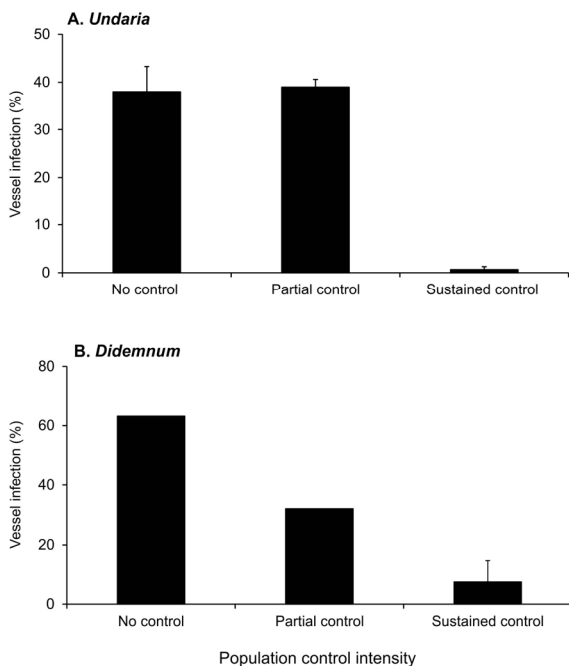 A. Undaria
50
40
30
20
10
0
Vessel infection (%)
No control Partial control Sustained control
B. Didemnum
80
60
40
20
0
Vessel infection (%)
No control Partial control Sustained control
Population control intensity